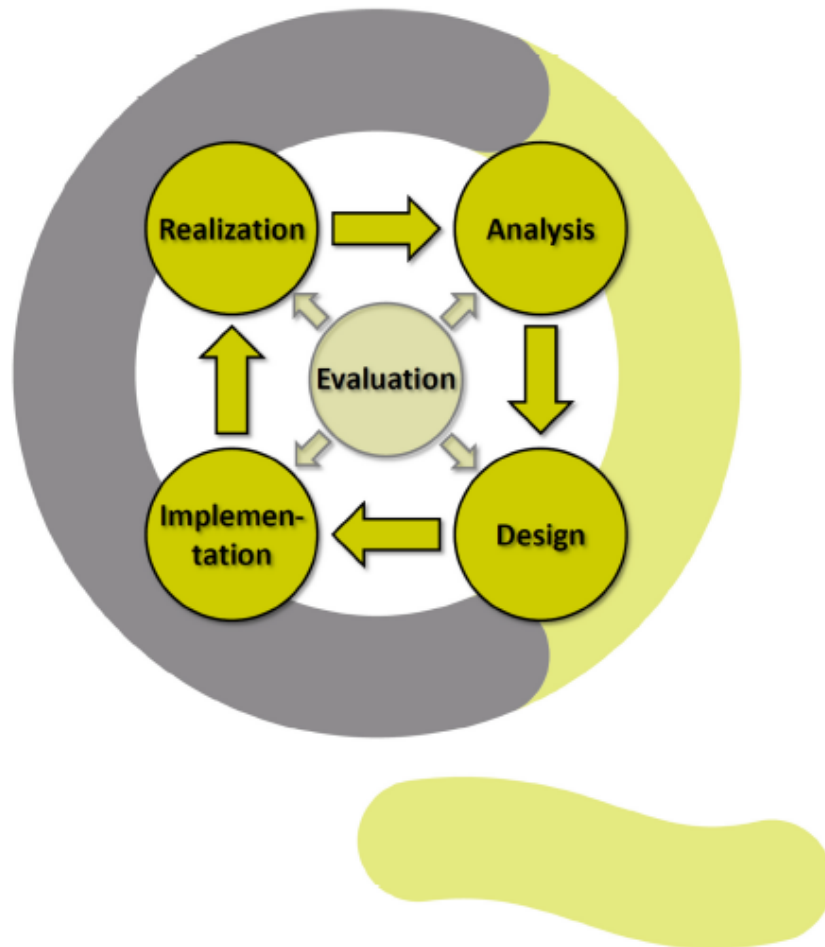 Realization
Analysis
Evaluation
Implemen-
tation
Design